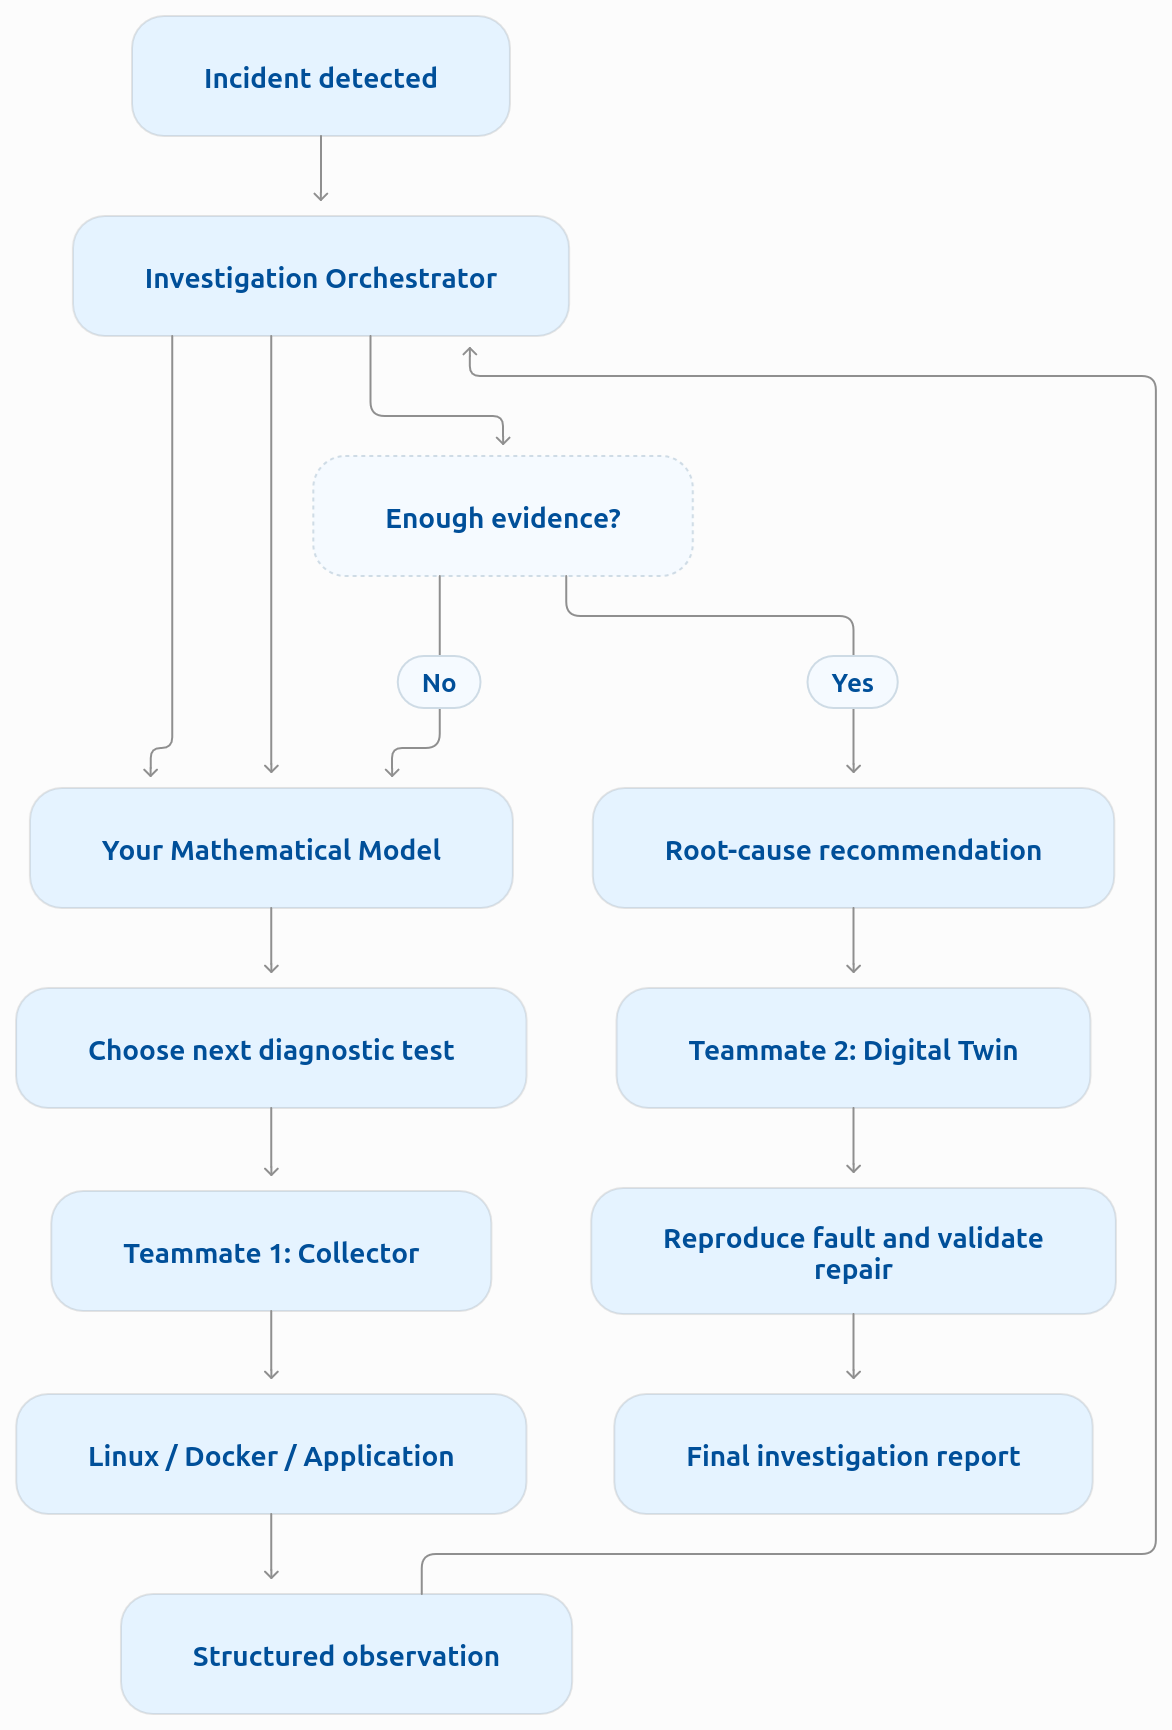 Incident detected
Investigation Orchestrator
Enough evidence?
No
Yes
Your Mathematical Model
Root-cause recommendation
Choose next diagnostic test
Teammate 2: Digital Twin
Teammate 1: Collector
Reproduce fault and validate
repair
Linux / Docker / Application
Final investigation report
Structured observation